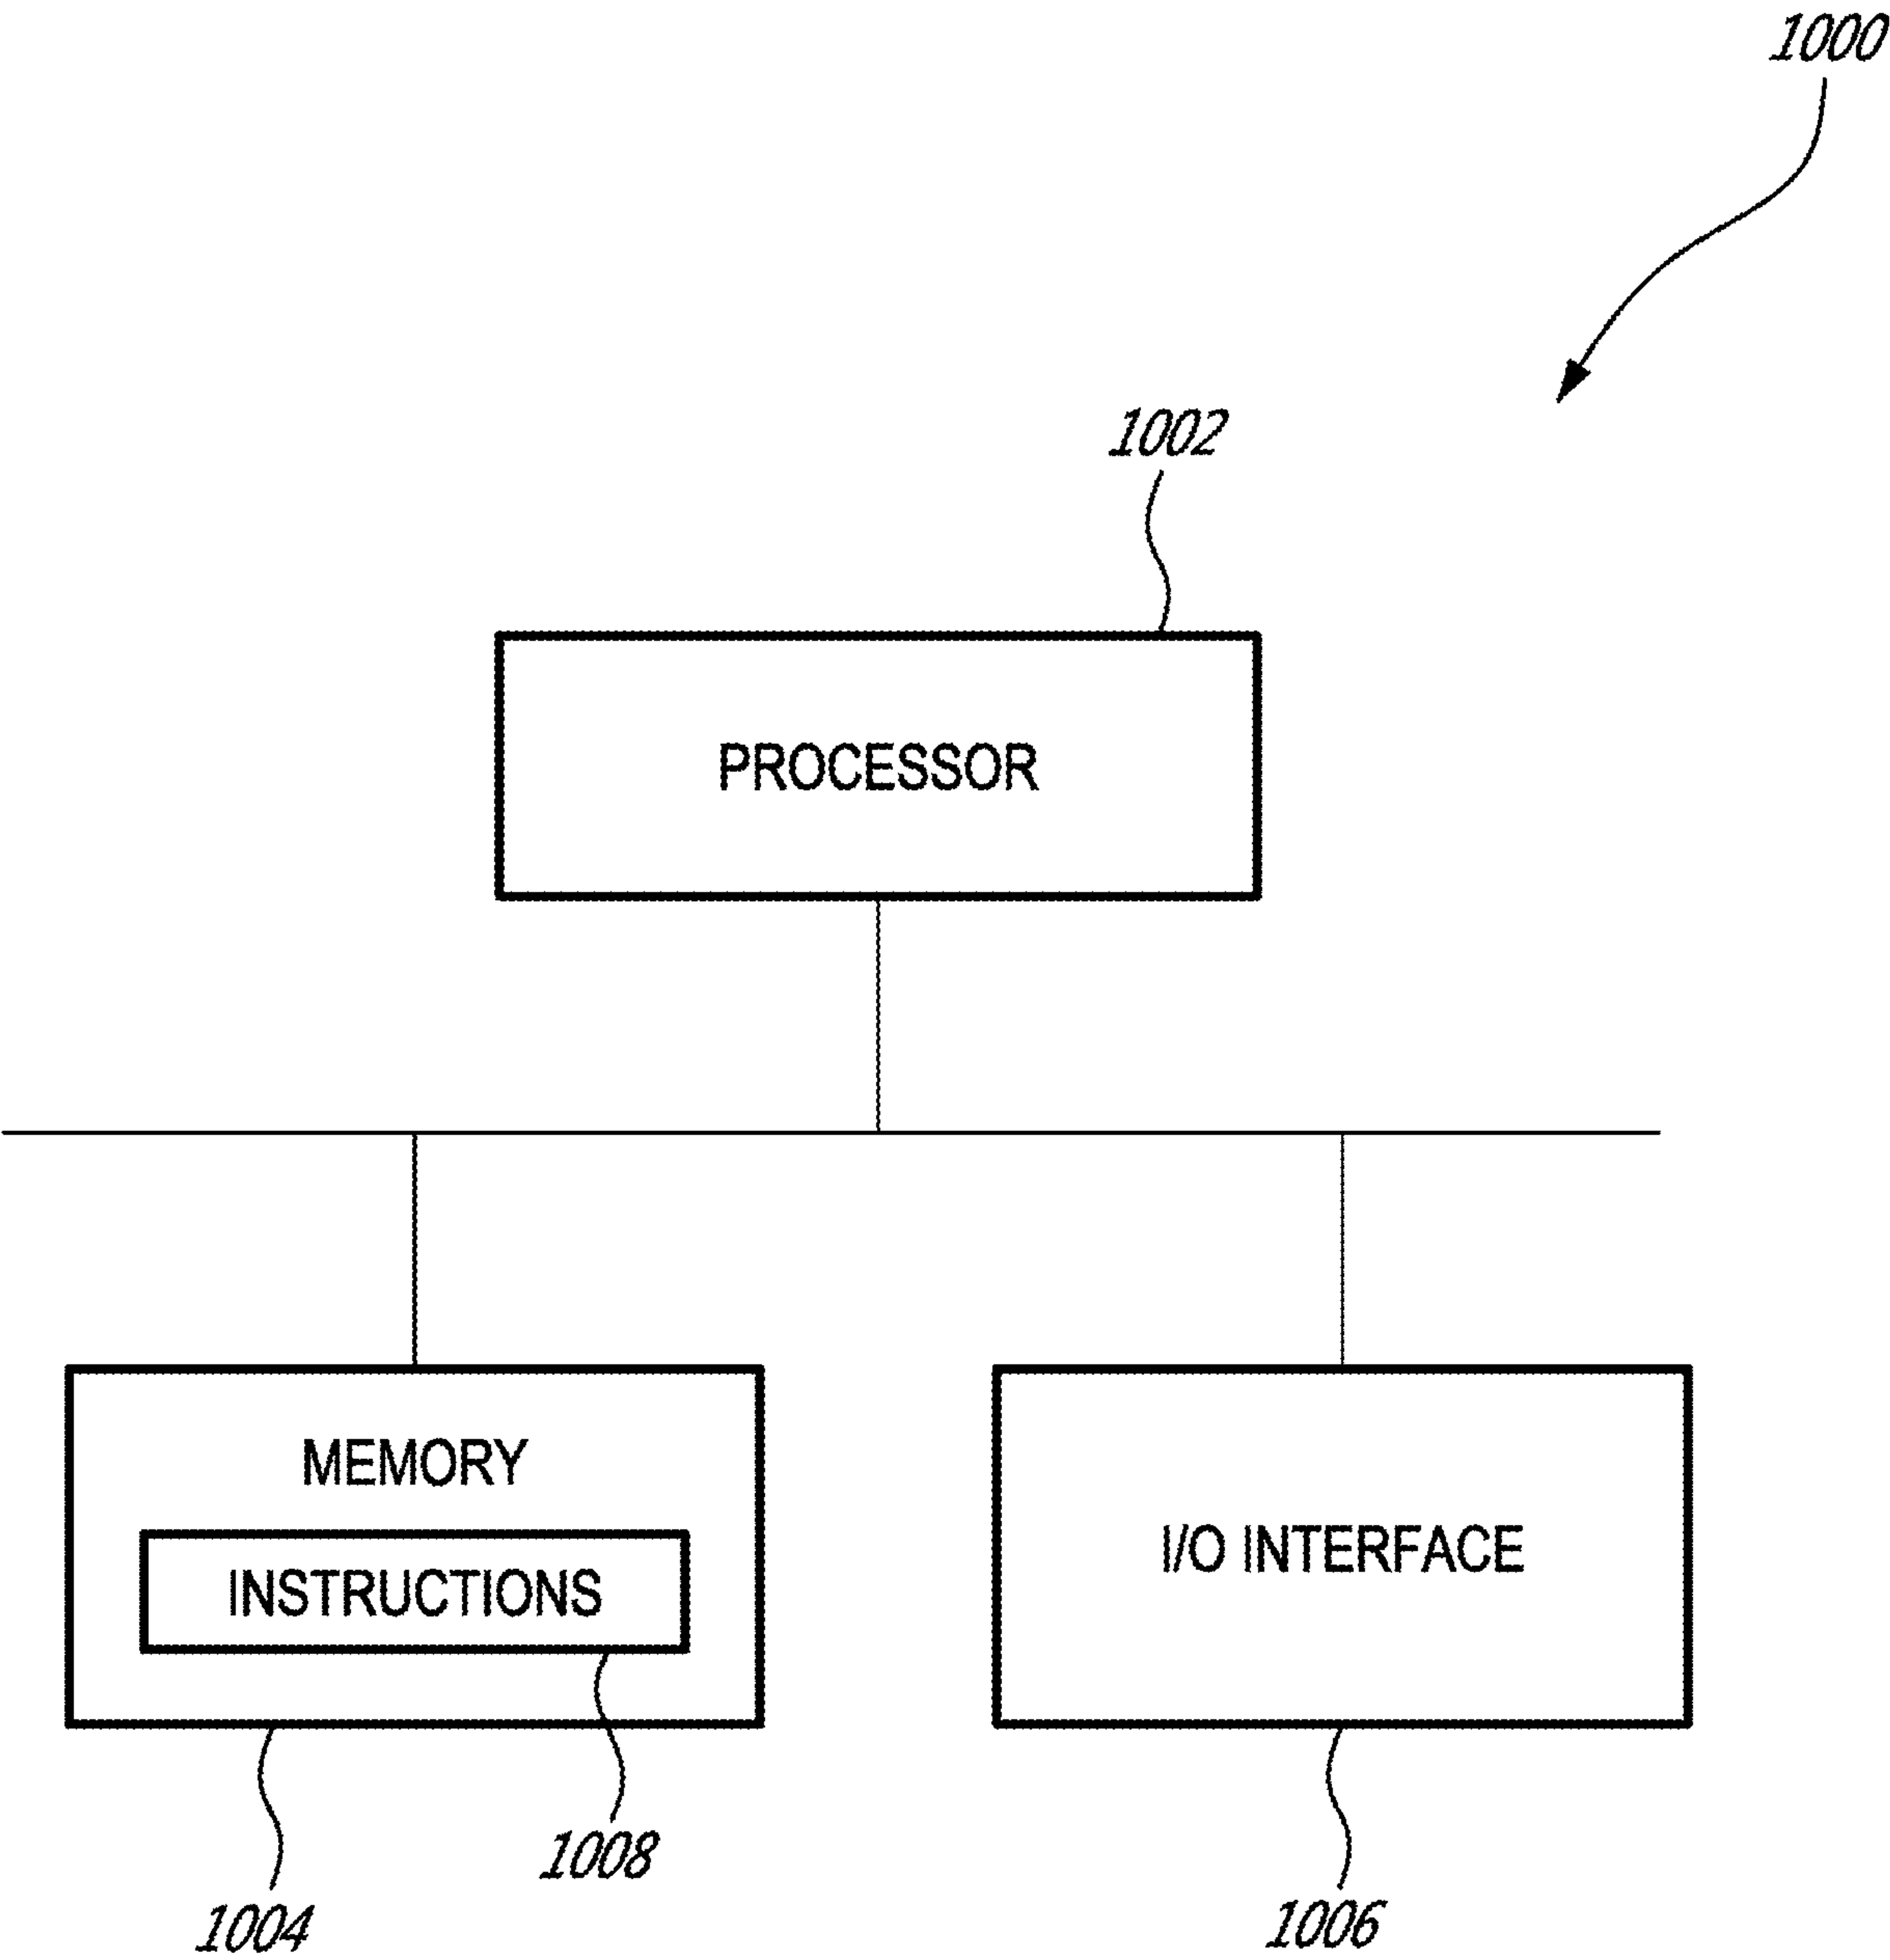 1000
1002
PROCESSOR
MEMORY
INSTRUCTIONS
I/O INTERFACE
1008
1004
1006